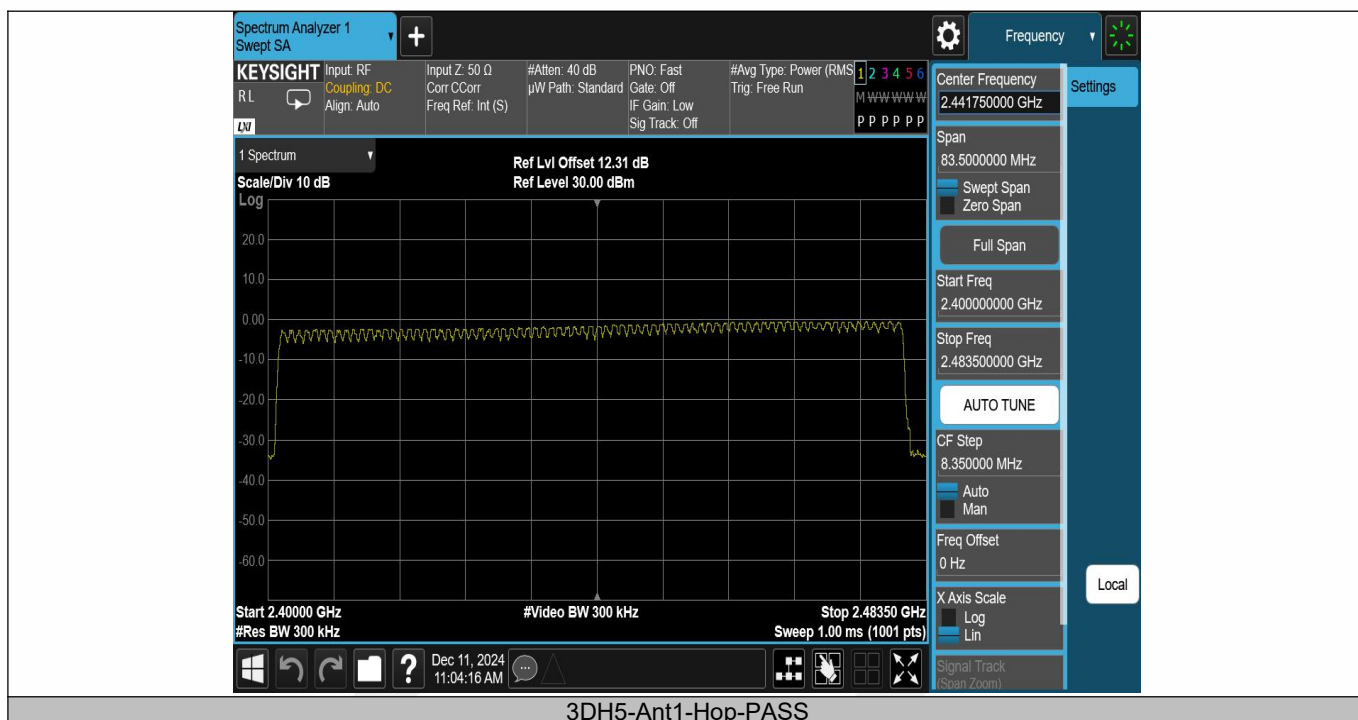 Spectrum Analyzer 1
Swept SA
+
Frequency
KEYSIGHT
R L
LXI
Input: RF
Coupling: DC
Align: Auto
Input Z: 50 Ω
Corr CCorr
Freq Ref: Int (S)
#Atten: 40 dB
µW Path: Standard
PNO: Fast
Gate: Off
IF Gain: Low
Sig Track: Off
#Avg Type: Power (RMS
Trig: Free Run
1 2 3 4 5 6
M W W W W W
P P P P P P
1 Spectrum
Ref Lvl Offset 12.31 dB
Scale/Div 10 dB
Ref Level 30.00 dBm
Log
20.0
10.0
0.00
-10.0
-20.0
-30.0
-40.0
-50.0
-60.0
Start 2.40000 GHz
#Video BW 300 kHz
Stop 2.48350 GHz
#Res BW 300 kHz
Sweep 1.00 ms (1001 pts)
Center Frequency
2.441750000 GHz
Settings
Span
83.5000000 MHz
Swept Span
Zero Span
Full Span
Start Freq
2.400000000 GHz
Stop Freq
2.483500000 GHz
AUTO TUNE
CF Step
8.350000 MHz
Auto
Man
Freq Offset
0 Hz
X Axis Scale
Log
Lin
Signal Track
(Span Zoom)
Local
?
Dec 11, 2024
11:04:16 AM
3DH5-Ant1-Hop-PASS